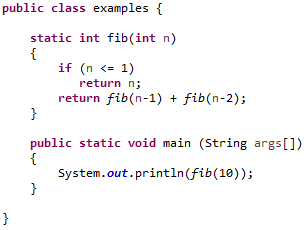 public class examples {
static int fib(int n)
{
if (n <= 1)
return n;
return fib(n-1) + fib(n-2);
}
public static void main (String args[])
{
System.out.println(fib(10));
}
}